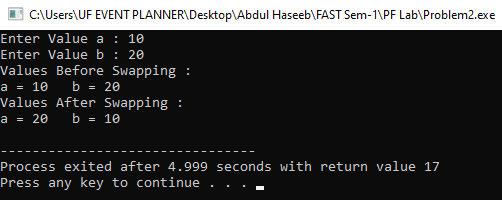 C:\Users\UF EVENT PLANNER\Desktop\Abdul Haseeb\FAST Sem-1\PF Lab\Problem2.exe
Enter Value a : 10
Enter Value b : 20
Values Before Swapping :
a = 10   b = 20
Values After Swapping :
a = 20   b = 10

--------------------------------
Process exited after 4.999 seconds with return value 17
Press any key to continue . . .